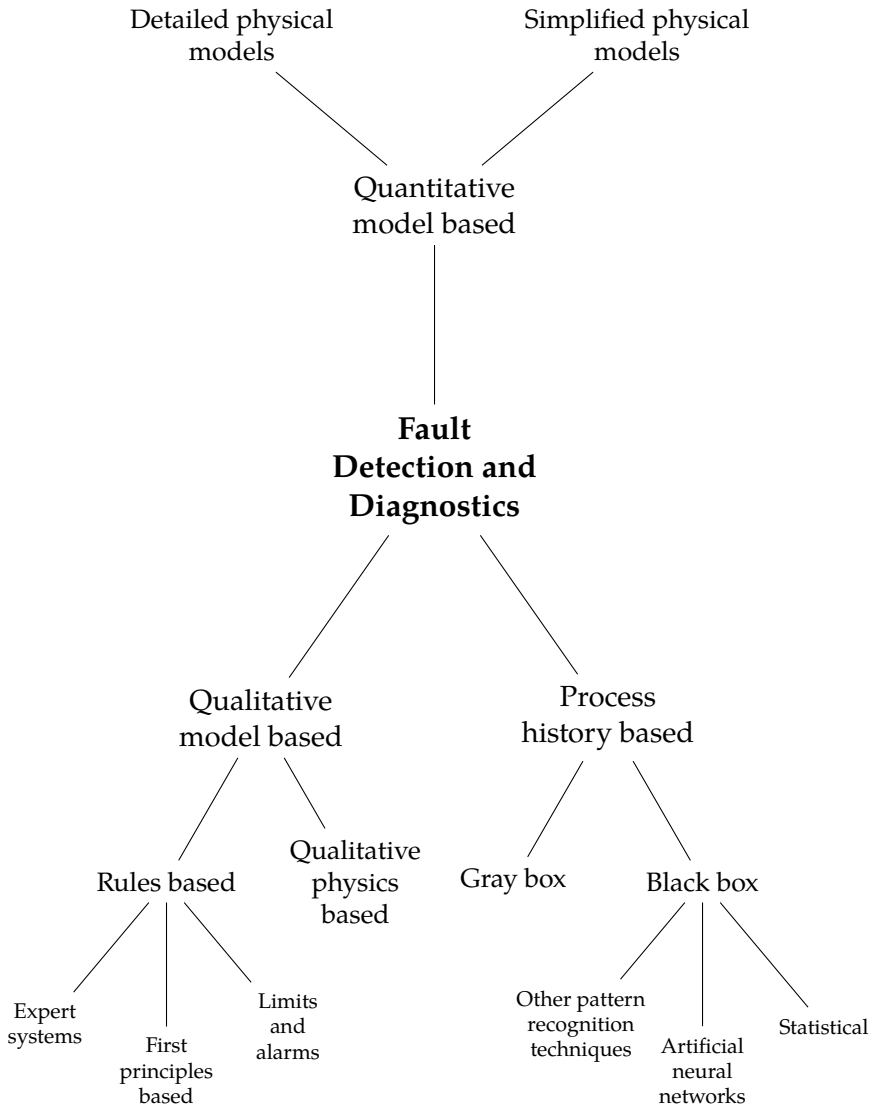 Detailed physical
models
Simplified physical
models
Quantitative
model based
Fault
Detection and
Diagnostics
Qualitative
model based
Process
history based
Rules based
Qualitative
physics
based
Gray box
Black box
Expert
systems
First
principles
based
Limits
and
alarms
Other pattern
recognition
techniques
Artificial
neural
networks
Statistical